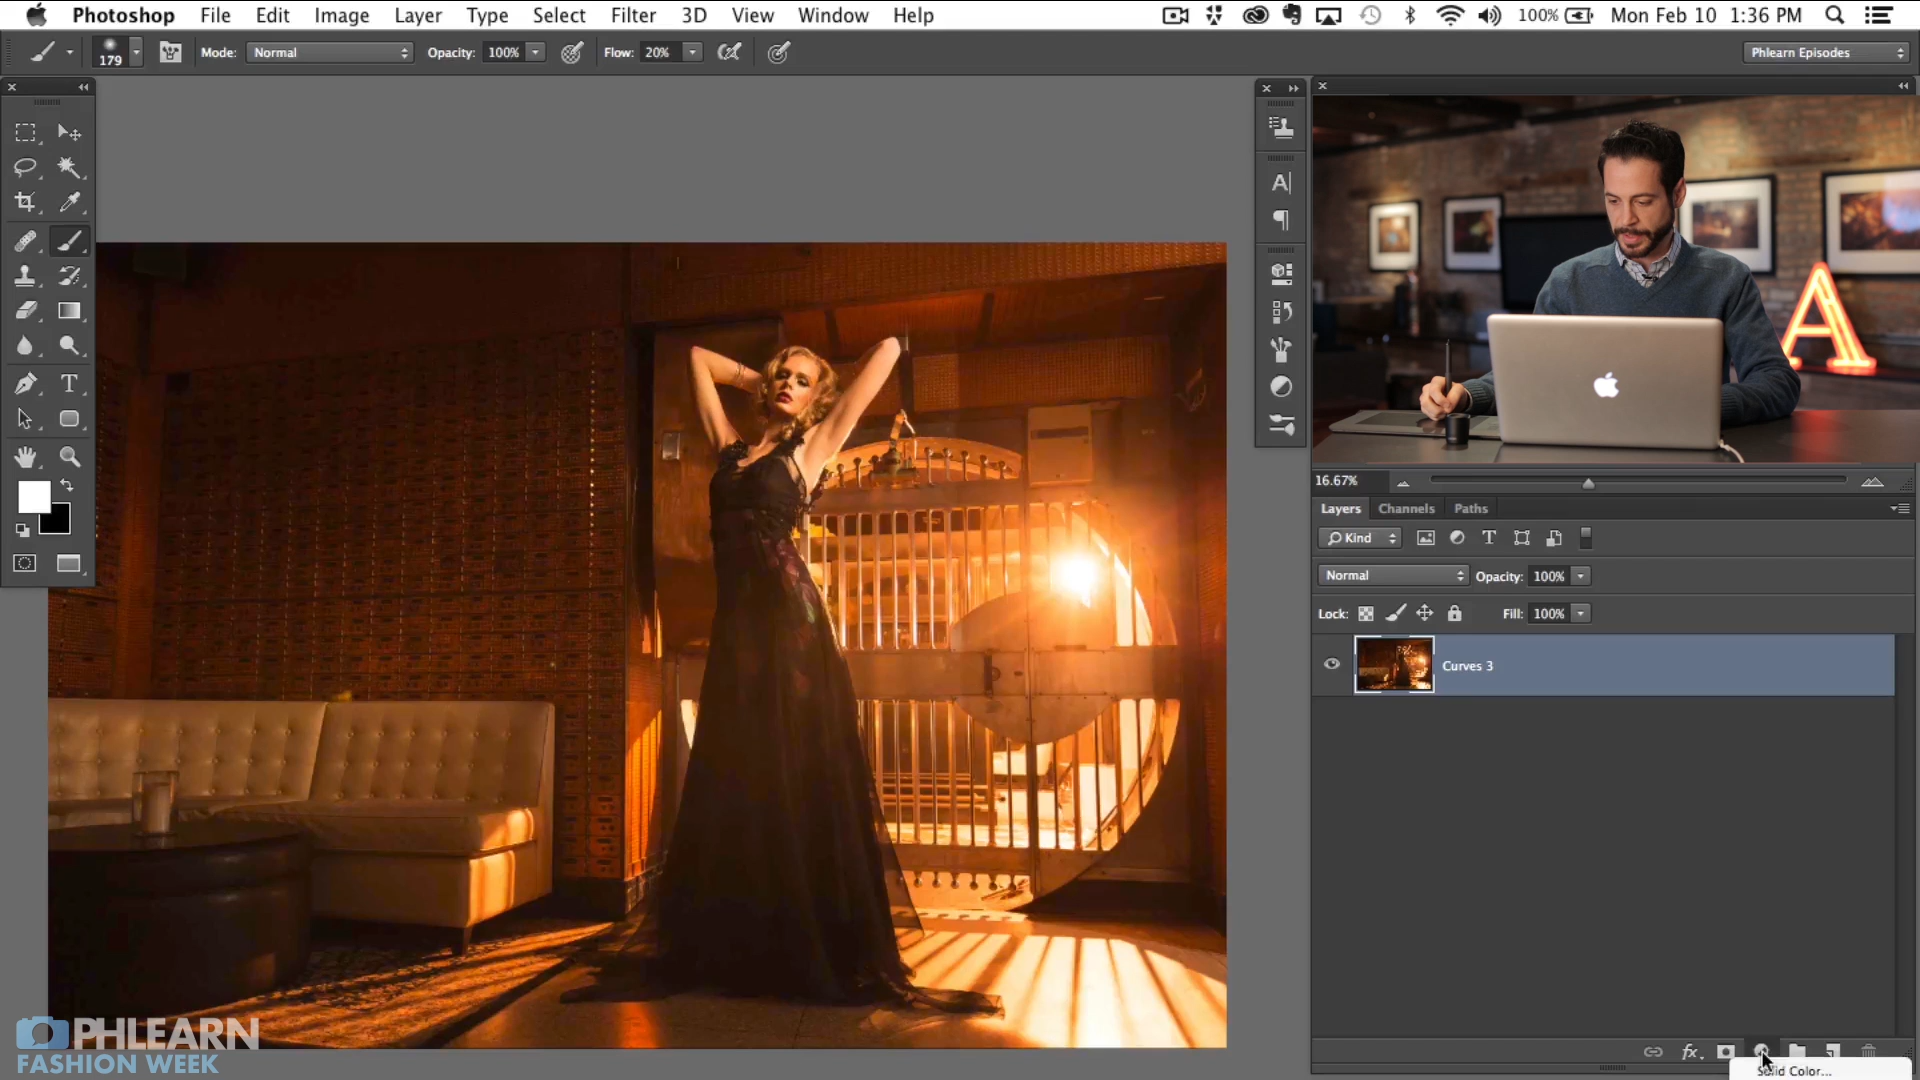 Photoshop File Edit Image Layer Type Select Filter 3D View Window Help 100% Mon Feb 10 1:36 PM
179 Mode: Normal Opacity: 100% Flow: 20% Phlearn Episodes
A
16.67%
Layers Channels Paths
Kind
Normal Opacity: 100%
Lock: Fill: 100%
Curves 3
fx.
Solid Color...
PHLEARN
FASHION WEEK